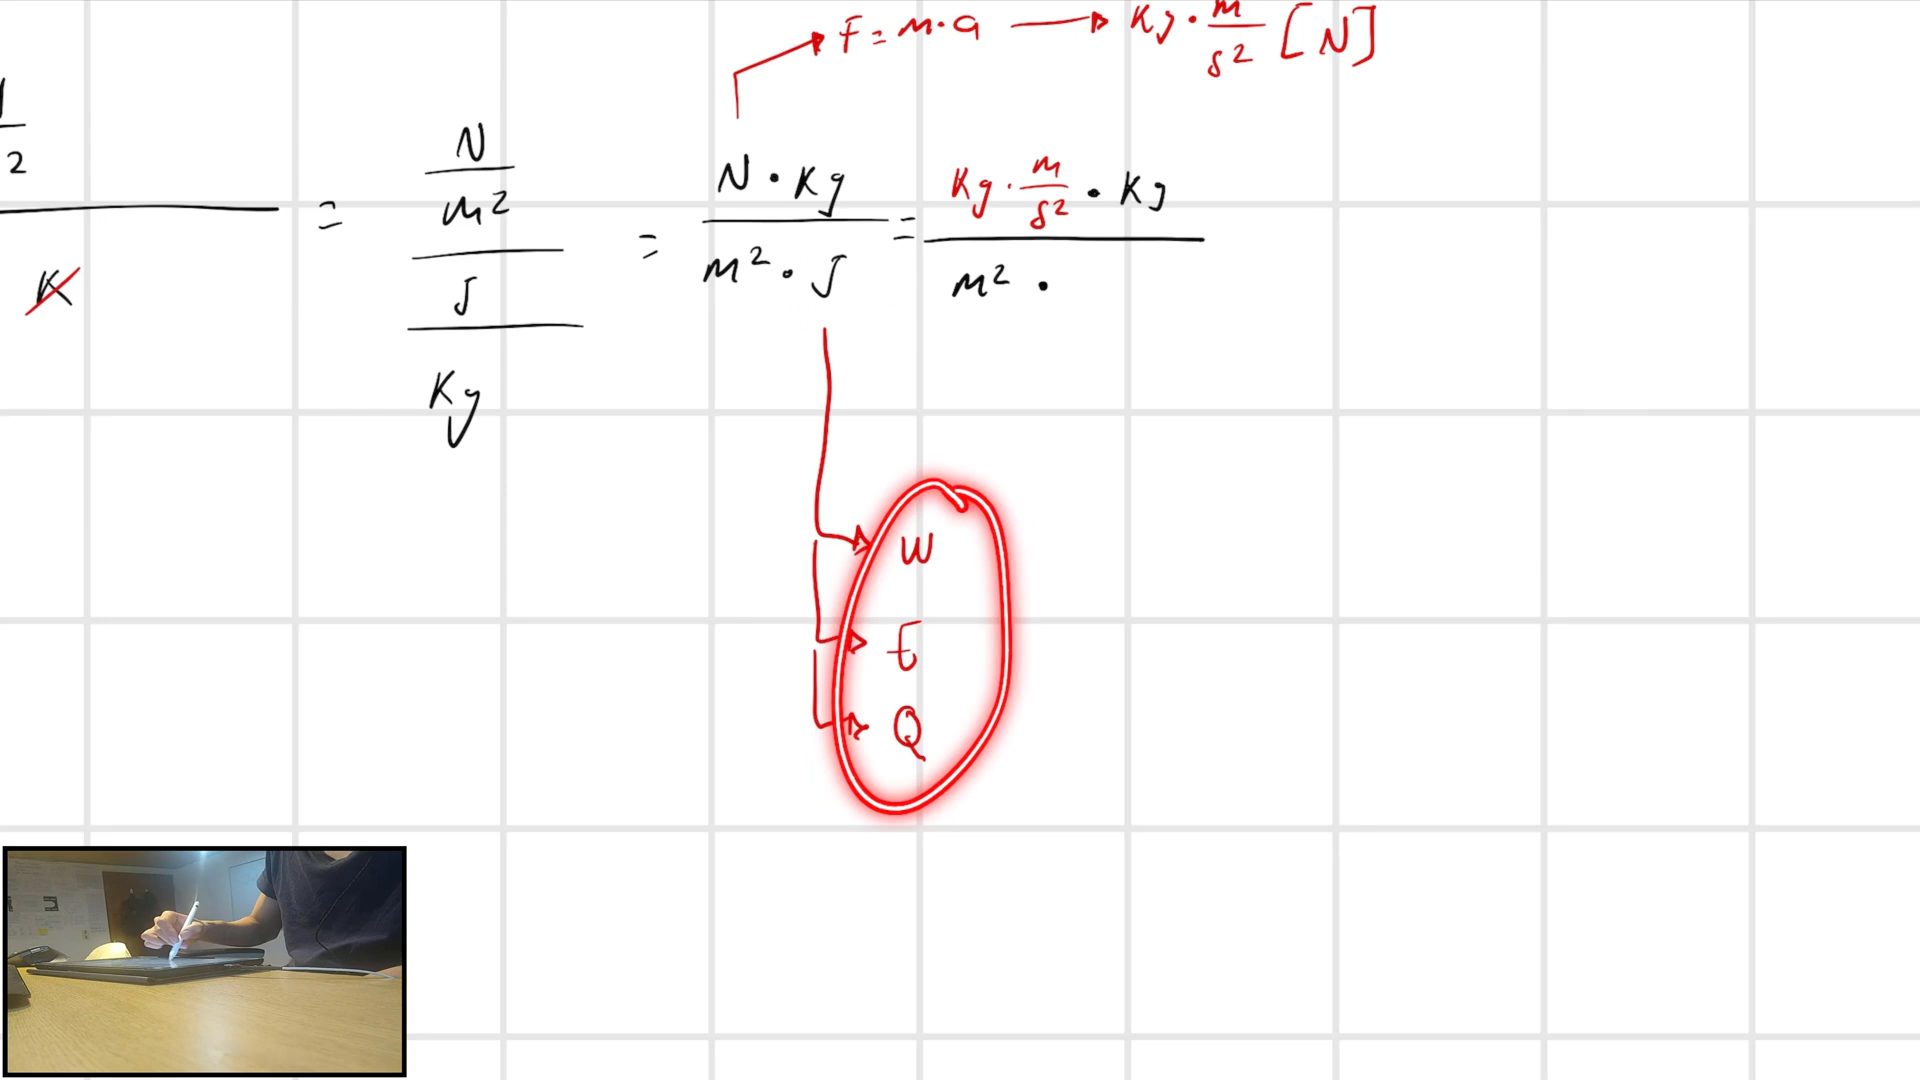 F = m · a → Kg · m/s² [N]
2
K
= N/m² / J/Kg = N · Kg / m² · J = Kg · m/s² · Kg / m² ·
W
E
Q